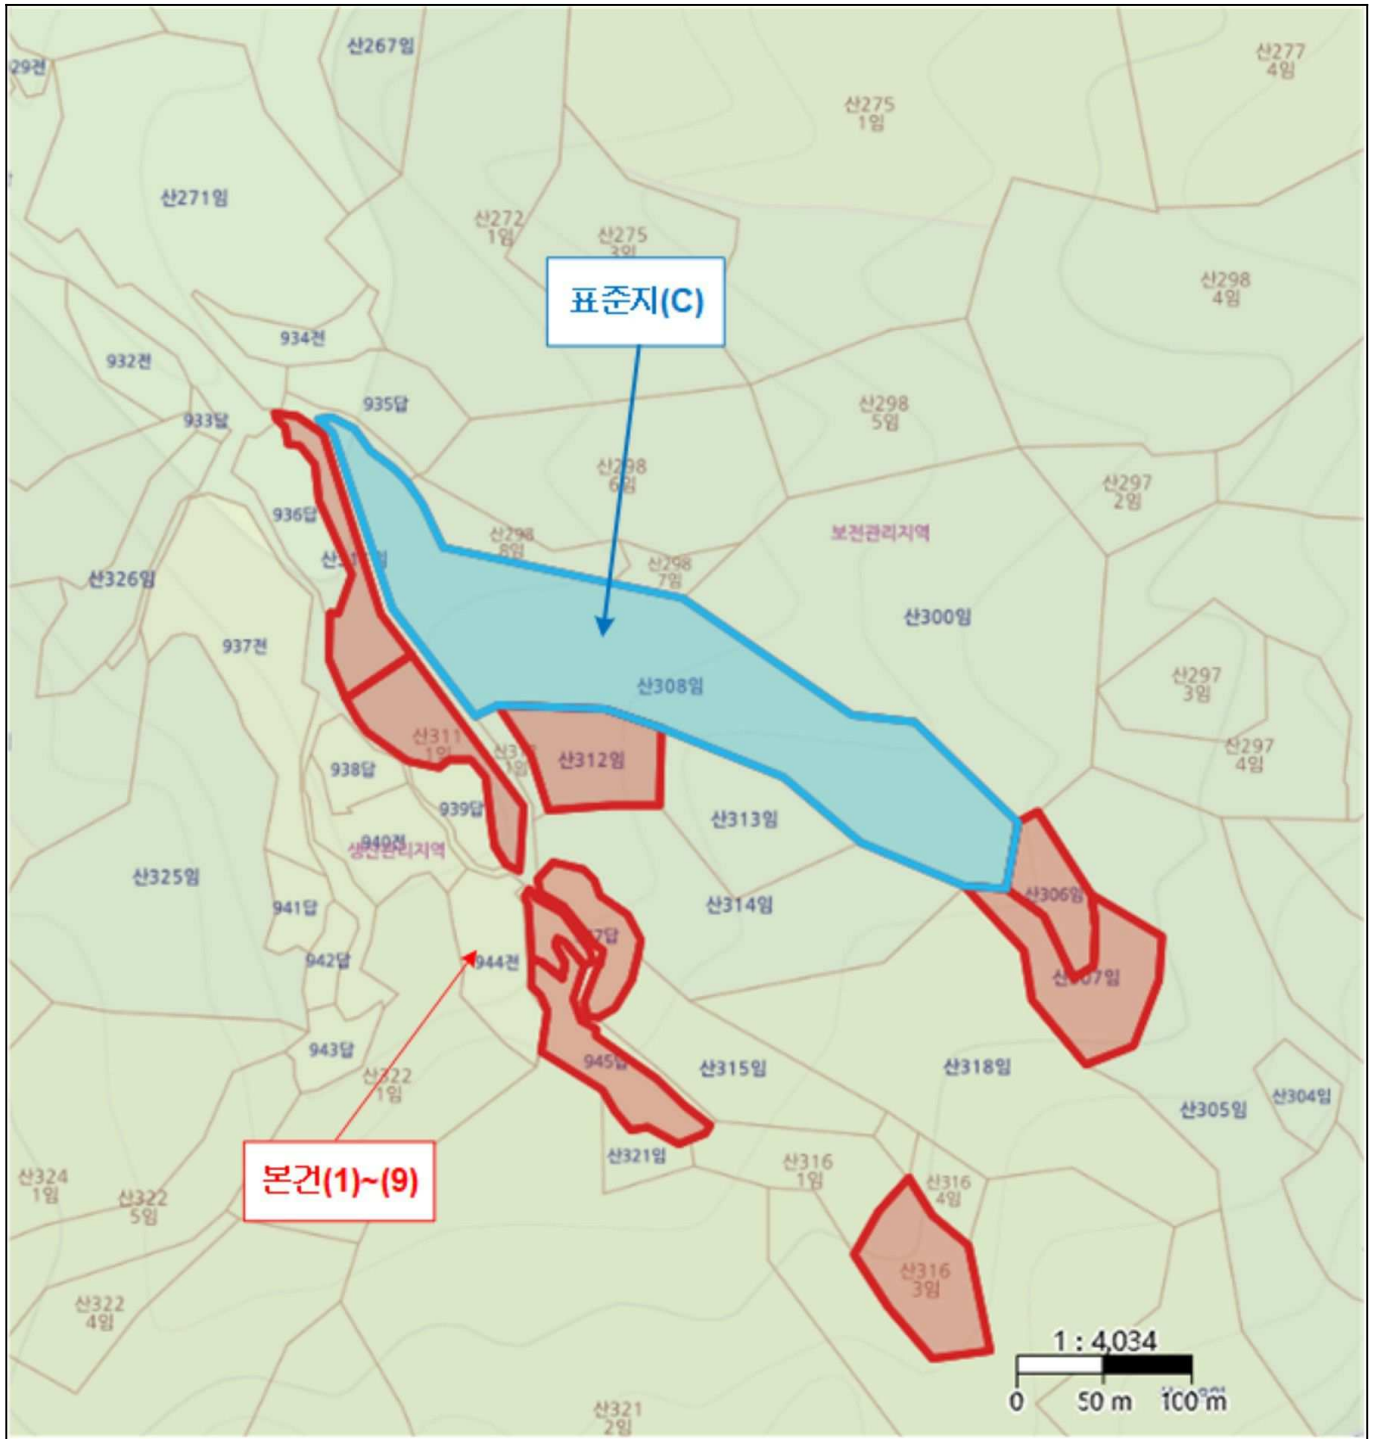 산267임
산277
4임
29전
산275
1임
산271임
산272
1임
산275
3임
산298
4임
표준지(C)
934전
932전
935답
933답
산298
5임
산298
6임
산297
2임
936답
산298
8임
보전관리지역
산298
7임
산326임
산300임
937전
산308임
산297
3임
산311
1임
산297
4임
1임
산312임
938답
939답
산313임
940전
생산관리지역
산325임
산306임
941답
산314임
7답
942답
944전
07임
943답
945답
산315임
산318임
산322
1임
산304임
산305임
산321임
산316
1임
본건(1)~(9)
산324
1임
산322
5임
산316
4임
산316
3임
산322
4임
1 : 4,034
0 50 m 100 m
산321
2임